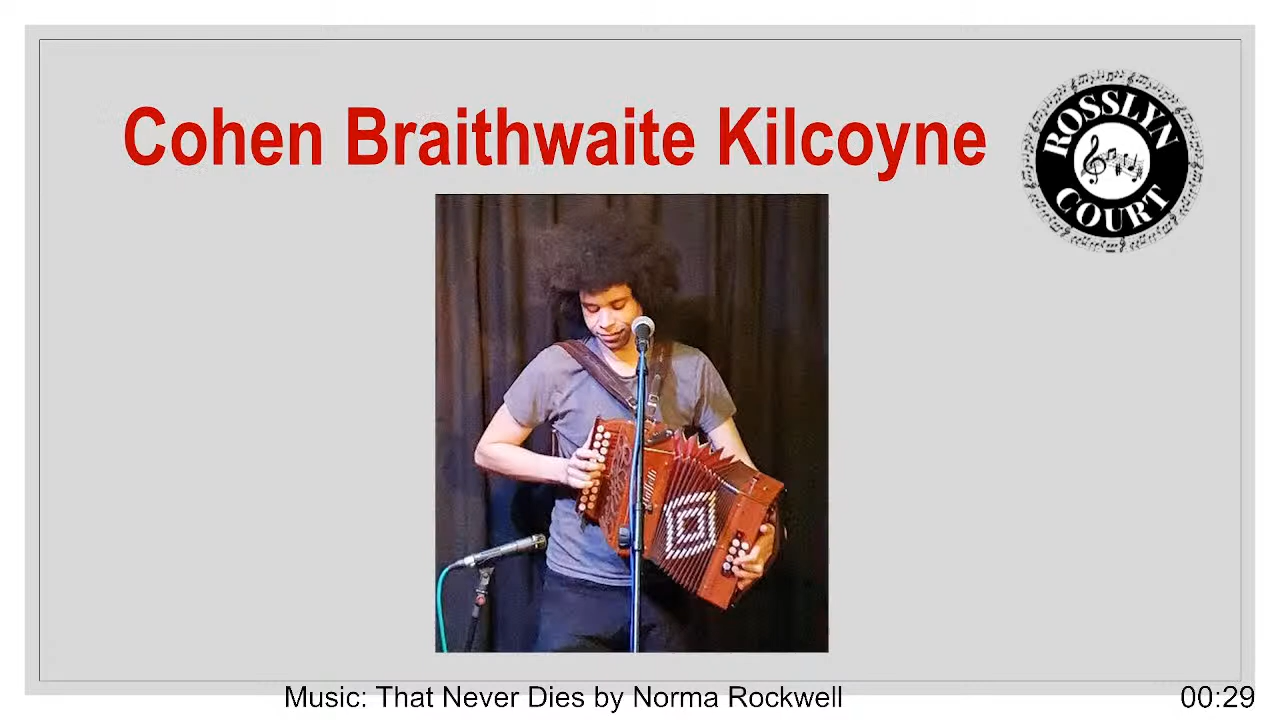 Cohen Braithwaite Kilcoyne
ROSSLYN
COURT
Music: That Never Dies by Norma Rockwell
00:29